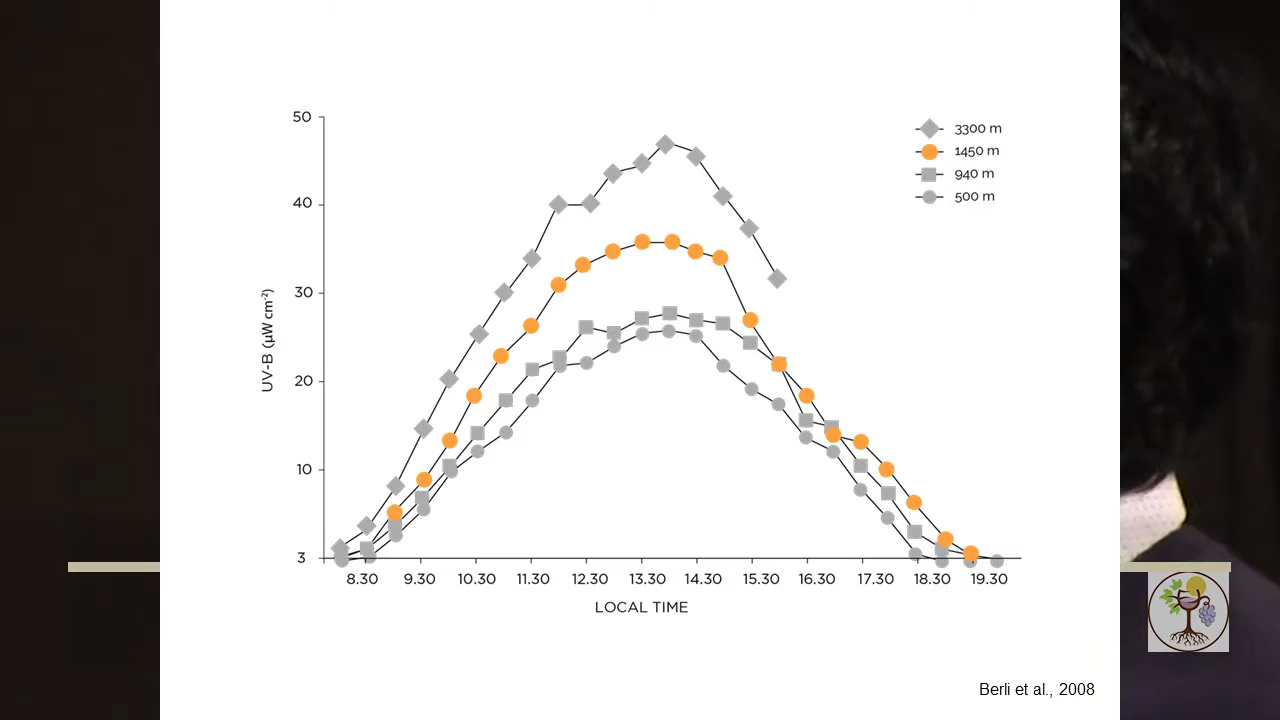 50
40
30
20
10
3
UV-B (µW cm⁻²)
3300 m
1450 m
940 m
500 m
8.30 9.30 10.30 11.30 12.30 13.30 14.30 15.30 16.30 17.30 18.30 19.30
LOCAL TIME
Berli et al., 2008